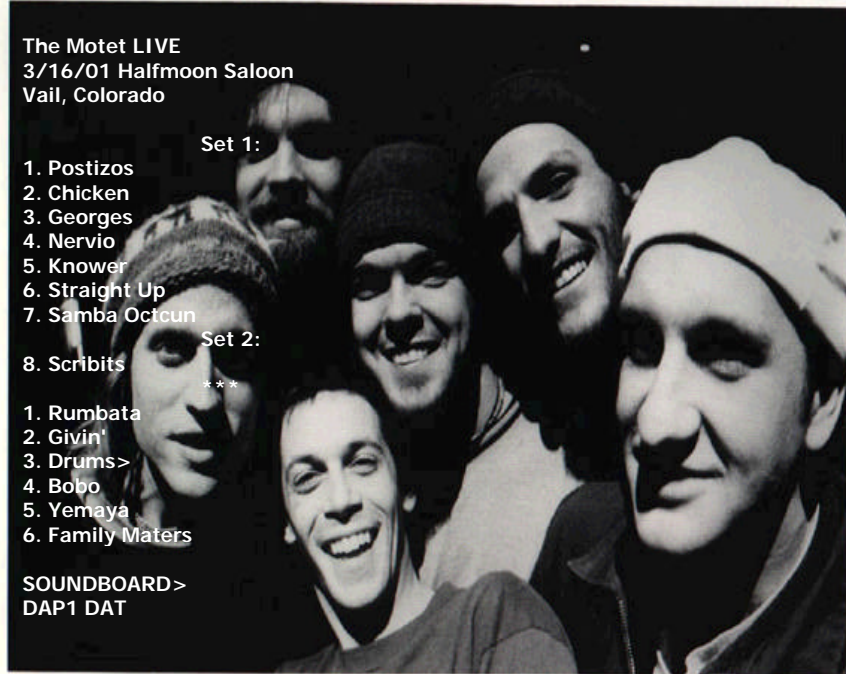 The Motet LIVE
3/16/01 Halfmoon Saloon
Vail, Colorado
Set 1:
1. Postizos
2. Chicken
3. Georges
4. Nervio
5. Knower
6. Straight Up
7. Samba Octcun
Set 2:
8. Scribits
***
1. Rumbata
2. Givin'
3. Drums>
4. Bobo
5. Yemaya
6. Family Maters
SOUNDBOARD>
DAP1 DAT